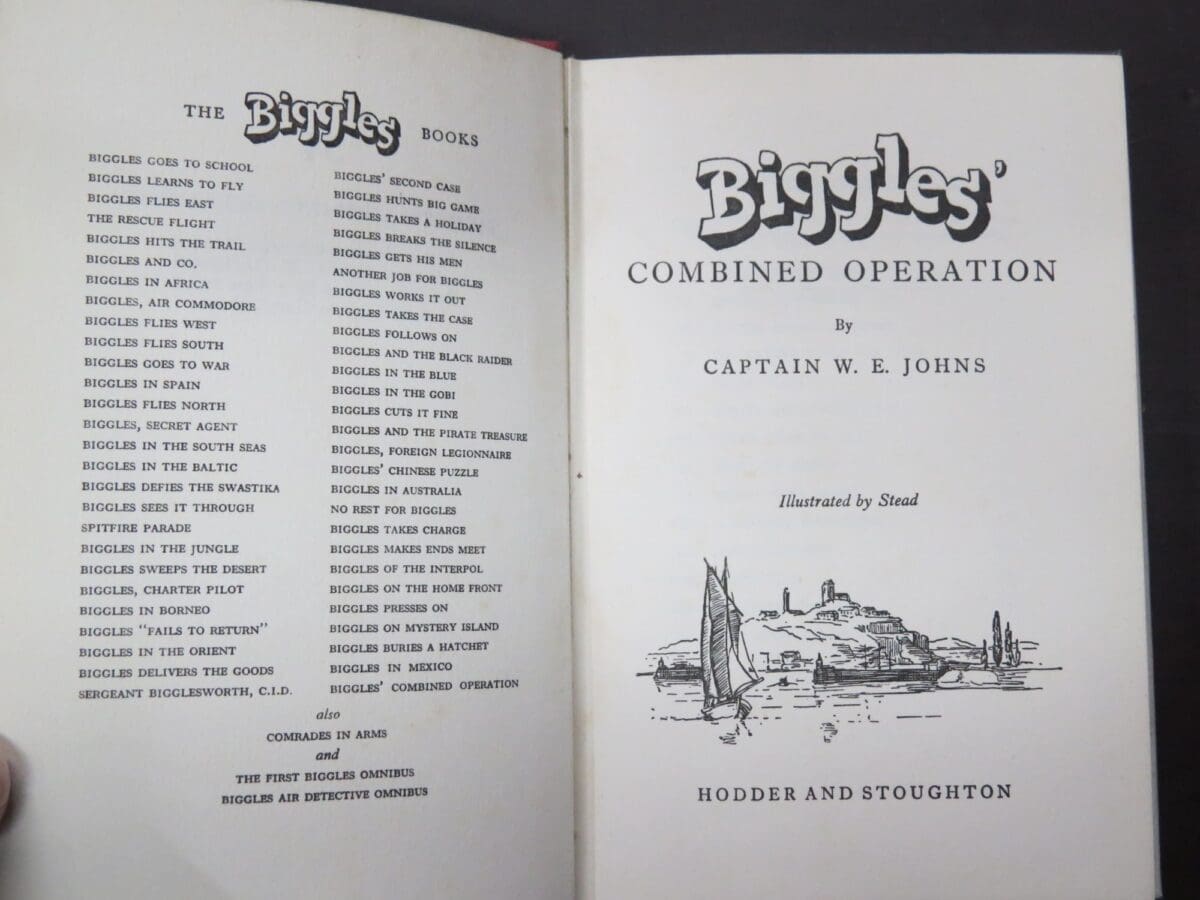 THE Biggles BOOKS
BIGGLES GOES TO SCHOOL
BIGGLES LEARNS TO FLY
BIGGLES FLIES EAST
THE RESCUE FLIGHT
BIGGLES HITS THE TRAIL
BIGGLES AND CO.
BIGGLES IN AFRICA
BIGGLES, AIR COMMODORE
BIGGLES FLIES WEST
BIGGLES FLIES SOUTH
BIGGLES GOES TO WAR
BIGGLES IN SPAIN
BIGGLES FLIES NORTH
BIGGLES, SECRET AGENT
BIGGLES IN THE SOUTH SEAS
BIGGLES IN THE BALTIC
BIGGLES DEFIES THE SWASTIKA
BIGGLES SEES IT THROUGH
SPITFIRE PARADE
BIGGLES IN THE JUNGLE
BIGGLES SWEEPS THE DESERT
BIGGLES, CHARTER PILOT
BIGGLES IN BORNEO
BIGGLES "FAILS TO RETURN"
BIGGLES IN THE ORIENT
BIGGLES DELIVERS THE GOODS
SERGEANT BIGGLESWORTH, C.I.D.
BIGGLES' SECOND CASE
BIGGLES HUNTS BIG GAME
BIGGLES TAKES A HOLIDAY
BIGGLES BREAKS THE SILENCE
BIGGLES GETS HIS MEN
ANOTHER JOB FOR BIGGLES
BIGGLES WORKS IT OUT
BIGGLES TAKES THE CASE
BIGGLES FOLLOWS ON
BIGGLES AND THE BLACK RAIDER
BIGGLES IN THE BLUE
BIGGLES IN THE GOBI
BIGGLES CUTS IT FINE
BIGGLES AND THE PIRATE TREASURE
BIGGLES, FOREIGN LEGIONNAIRE
BIGGLES' CHINESE PUZZLE
BIGGLES IN AUSTRALIA
NO REST FOR BIGGLES
BIGGLES TAKES CHARGE
BIGGLES MAKES ENDS MEET
BIGGLES OF THE INTERPOL
BIGGLES ON THE HOME FRONT
BIGGLES PRESSES ON
BIGGLES ON MYSTERY ISLAND
BIGGLES BURIES A HATCHET
BIGGLES IN MEXICO
BIGGLES' COMBINED OPERATION
also
COMRADES IN ARMS
and
THE FIRST BIGGLES OMNIBUS
BIGGLES AIR DETECTIVE OMNIBUS
Biggles'
COMBINED OPERATION
By
CAPTAIN W. E. JOHNS
Illustrated by Stead
HODDER AND STOUGHTON